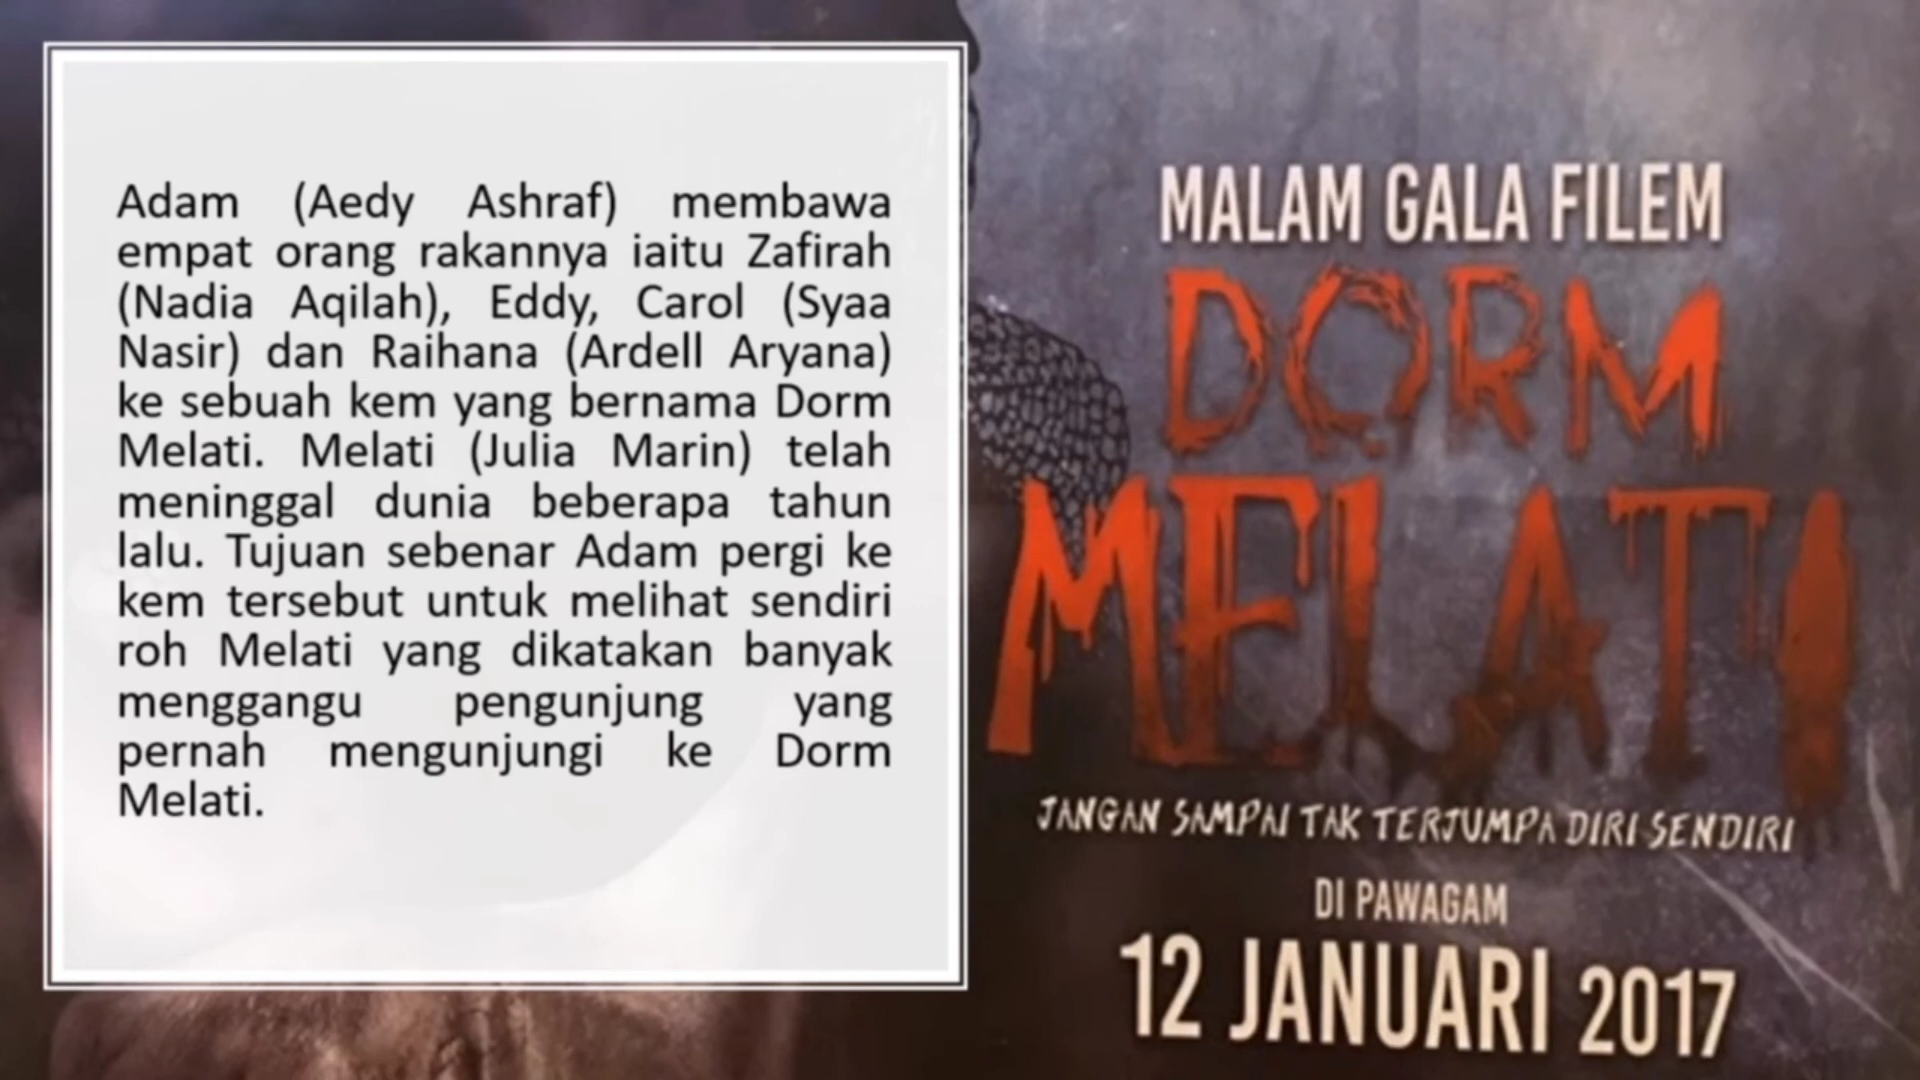 Adam (Aedy Ashraf) membawa
empat orang rakannya iaitu Zafirah
(Nadia Aqilah), Eddy, Carol (Syaa
Nasir) dan Raihana (Ardell Aryana)
ke sebuah kem yang bernama Dorm
Melati. Melati (Julia Marin) telah
meninggal dunia beberapa tahun
lalu. Tujuan sebenar Adam pergi ke
kem tersebut untuk melihat sendiri
roh Melati yang dikatakan banyak
menggangu pengunjung yang
pernah mengunjungi ke Dorm
Melati.
MALAM GALA FILEM
DORM
MELATI
JANGAN SAMPAI TAK TERJUMPA DIRI SENDIRI
DI PAWAGAM
12 JANUARI 2017